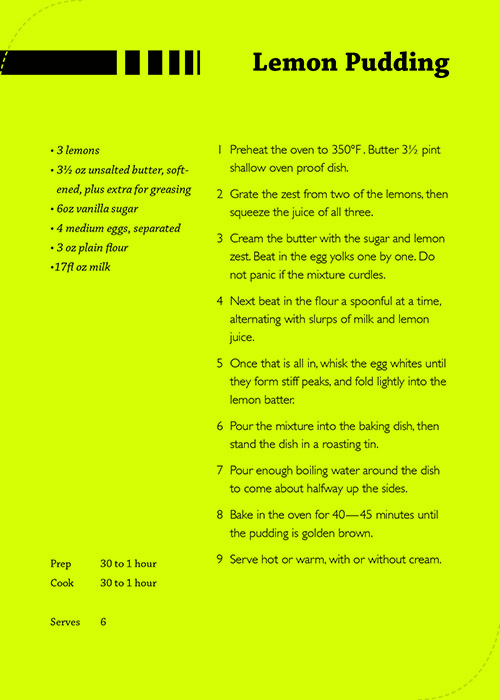 Lemon Pudding
• 3 lemons
• 3½ oz unsalted butter, soft-
ened, plus extra for greasing
• 6oz vanilla sugar
• 4 medium eggs, separated
• 3 oz plain flour
•17fl oz milk
1 Preheat the oven to 350°F. Butter 3½ pint
shallow oven proof dish.
2 Grate the zest from two of the lemons, then
squeeze the juice of all three.
3 Cream the butter with the sugar and lemon
zest. Beat in the egg yolks one by one. Do
not panic if the mixture curdles.
4 Next beat in the flour a spoonful at a time,
alternating with slurps of milk and lemon
juice.
5 Once that is all in, whisk the egg whites until
they form stiff peaks, and fold lightly into the
lemon batter.
6 Pour the mixture into the baking dish, then
stand the dish in a roasting tin.
7 Pour enough boiling water around the dish
to come about halfway up the sides.
8 Bake in the oven for 40—45 minutes until
the pudding is golden brown.
9 Serve hot or warm, with or without cream.
Prep 30 to 1 hour
Cook 30 to 1 hour
Serves 6